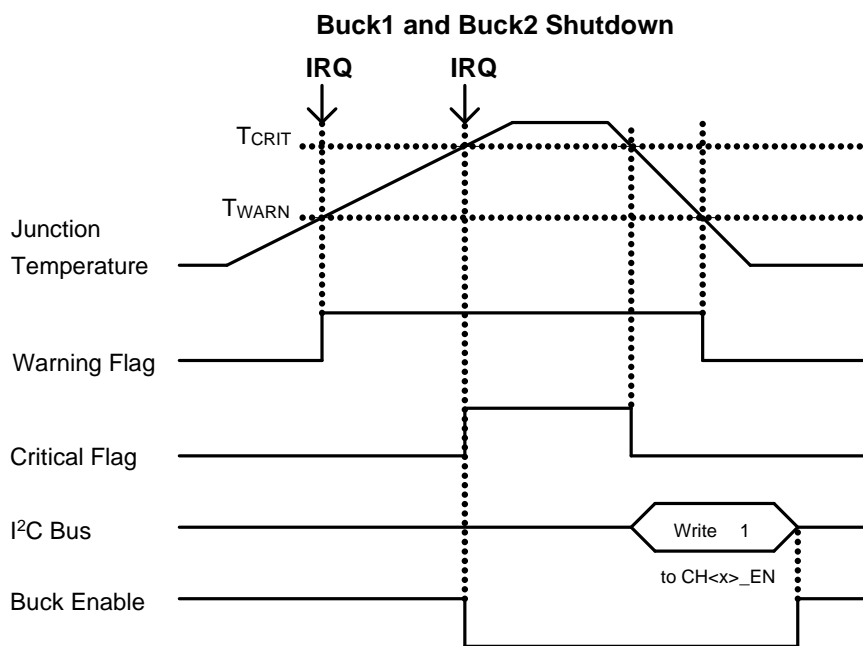 Buck1 and Buck2 Shutdown
IRQ IRQ
TCRIT
TWARN
Junction
Temperature
Warning Flag
Critical Flag
I²C Bus
Write 1
to CH<x>_EN
Buck Enable